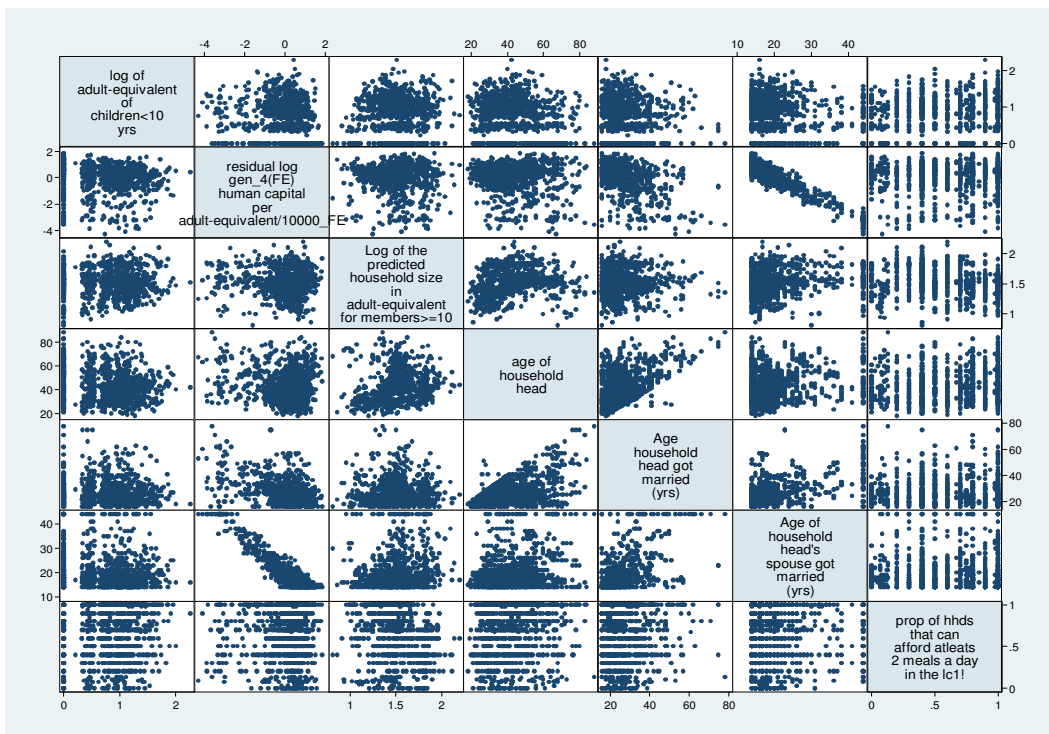 -4 -2 0 2 20 40 60 80 10 20 30 40
log of
adult-equivalent
of
children<10
yrs
0 1 2
residual log
gen_4(FE)
human capital
per
adult-equivalent/10000_FE
2
0
-2
-4
Log of the
predicted
household size
in
adult-equivalent
for members>=10
2
1.5
1
age of
household
head
80
60
40
20
Age
household
head got
married
(yrs)
80
60
40
20
Age of
household
head's
spouse got
married
(yrs)
40
30
20
10
prop of hhds
that can
afford atleats
2 meals a day
in the lc1!
1
.5
0
0 1 2 1 1.5 2 20 40 60 80 0 .5 1